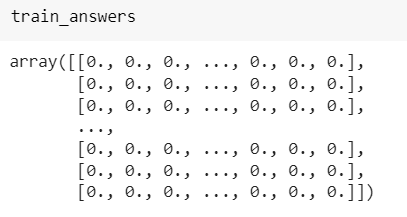 train_answers
array([[0., 0., 0., ..., 0., 0., 0.],
[0., 0., 0., ..., 0., 0., 0.],
[0., 0., 0., ..., 0., 0., 0.],
...,
[0., 0., 0., ..., 0., 0., 0.],
[0., 0., 0., ..., 0., 0., 0.],
[0., 0., 0., ..., 0., 0., 0.]])